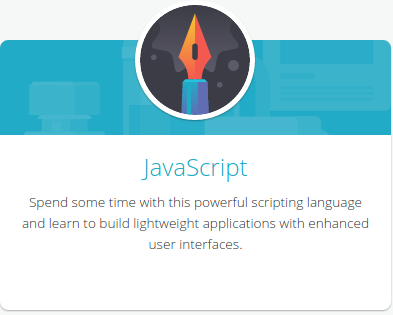 JavaScript
Spend some time with this powerful scripting language
and learn to build lightweight applications with enhanced
user interfaces.